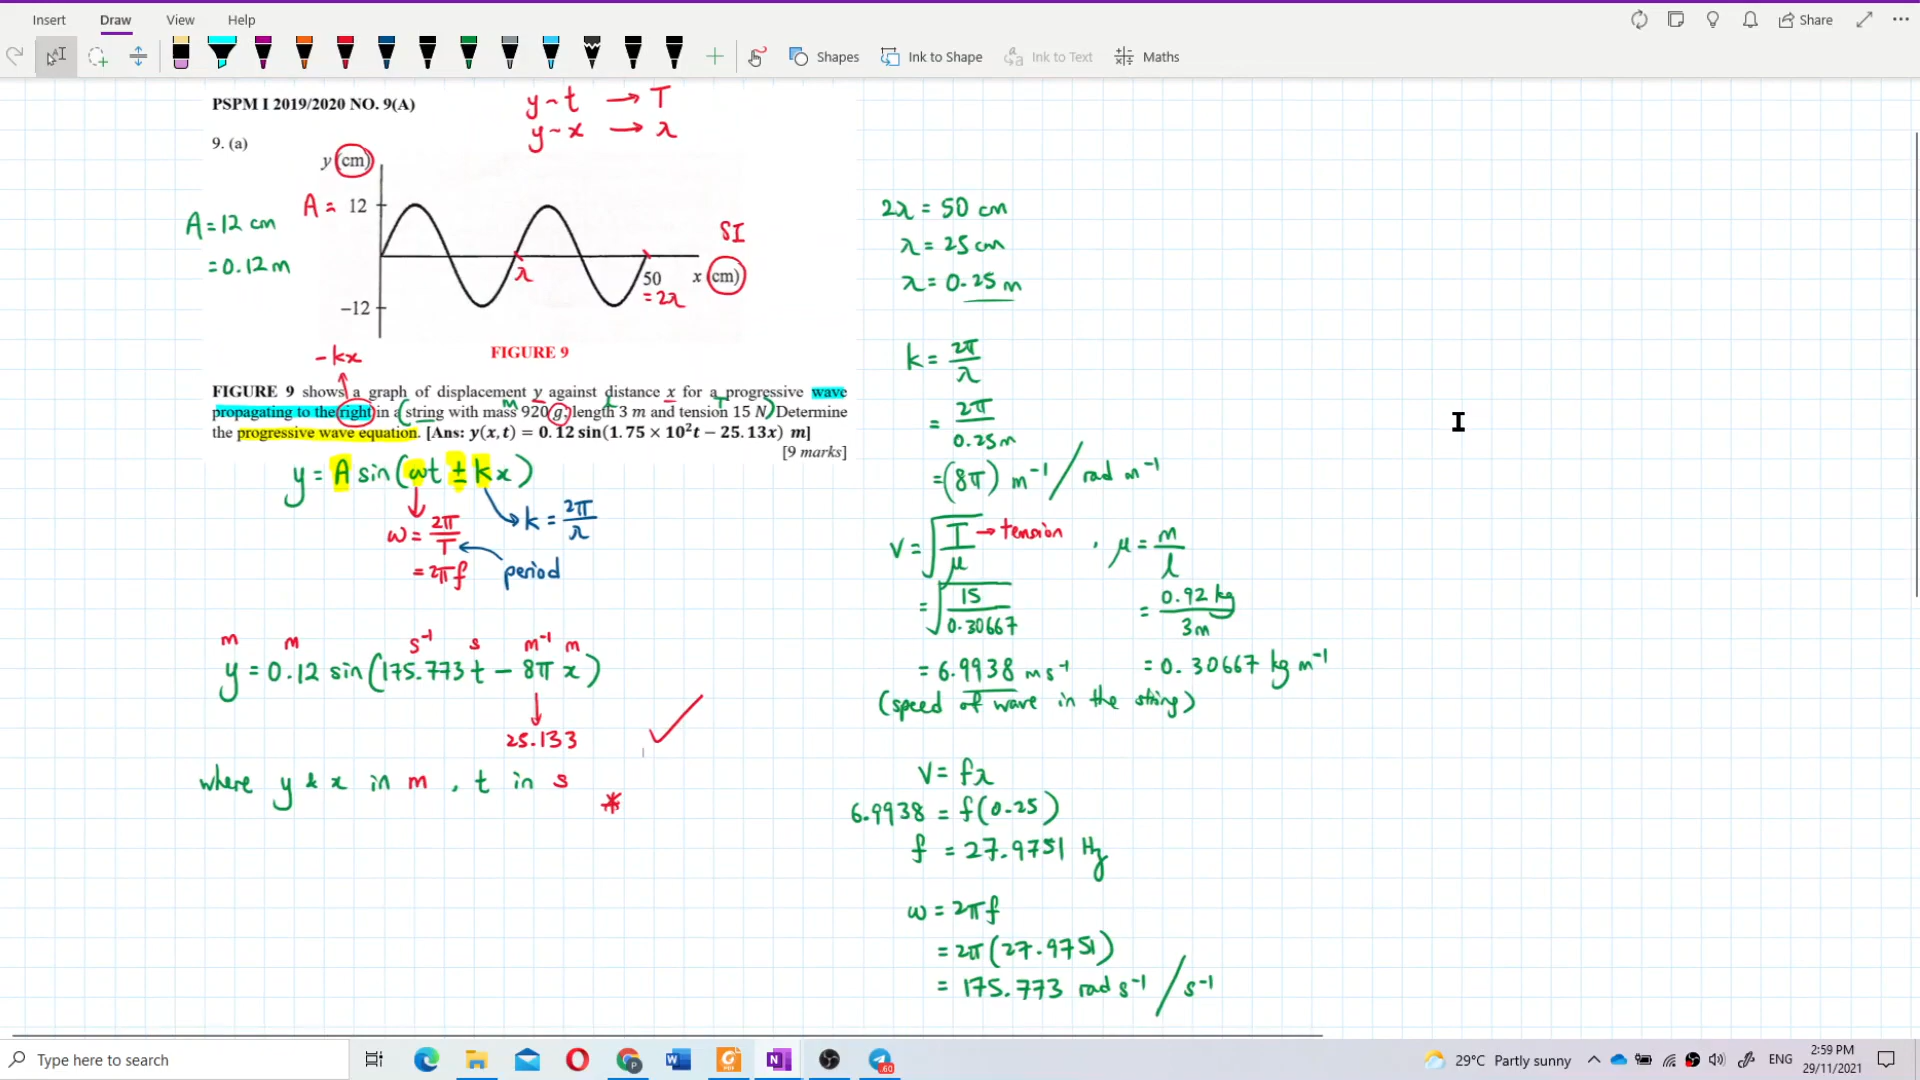 Insert Draw View Help
Share
Shapes Ink to Shape Ink to Text Maths
PSPM I 2019/2020 NO. 9(A)
y~t → T
y~x → λ
9. (a)
y (cm)
A = 12
A = 12 cm
= 0.12 m
SI
λ
50
= 2λ
x (cm)
−12
FIGURE 9
-kx
FIGURE 9 shows a graph of displacement y against distance x for a progressive wave
propagating to the right in a string with mass 920 g, length 3 m and tension 15 N. Determine
the progressive wave equation. [Ans: y(x,t) = 0.12 sin(1.75 × 10²t − 25.13x) m]
[9 marks]
m l T
y = A sin (ωt ± kx)
ω = 2π/T
= 2πf
period
k = 2π/λ
m m s⁻¹ s m⁻¹ m
y = 0.12 sin (175.773 t − 8π x)
25.133
where y & x in m , t in s
*
2λ = 50 cm
λ = 25 cm
λ = 0.25 m
k = 2π/λ
= 2π/0.25m
= (8π) m⁻¹ / rad m⁻¹
V = √(T/μ) → tension , μ = m/l
= √(15/0.30667) = 0.92 kg/3m
= 6.9938 ms⁻¹ = 0.30667 kg m⁻¹
(speed of wave in the string)
V = fλ
6.9938 = f(0.25)
f = 27.9751 Hz
ω = 2πf
= 2π(27.9751)
= 175.773 rad s⁻¹ / s⁻¹
Type here to search
60
29°C Partly sunny
ENG
2:59 PM
29/11/2021